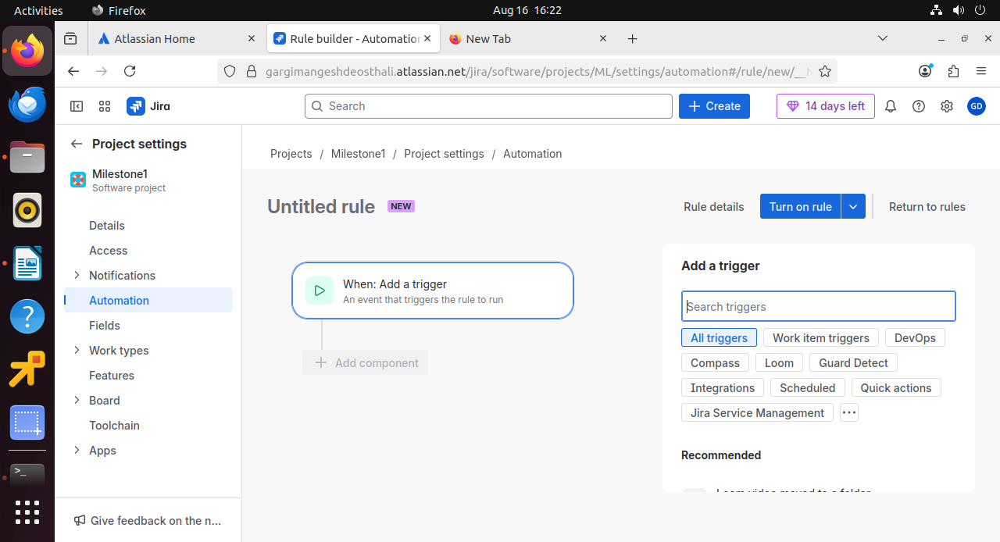 Activities
Firefox
Aug 16 16:22
Atlassian Home
Rule builder - Automation
New Tab
gargimangeshdeosthali.atlassian.net/jira/software/projects/ML/settings/automation#/rule/new/__N
Jira
Search
Create
14 days left
GD
Project settings
Milestone1
Software project
Details
Access
Notifications
Automation
Fields
Work types
Features
Board
Toolchain
Apps
Give feedback on the n...
Projects / Milestone1 / Project settings / Automation
Untitled rule NEW
Rule details
Turn on rule
Return to rules
When: Add a trigger
An event that triggers the rule to run
Add component
Add a trigger
Search triggers
All triggers
Work item triggers
DevOps
Compass
Loom
Guard Detect
Integrations
Scheduled
Quick actions
Jira Service Management
Recommended
Loom video moved to a folder